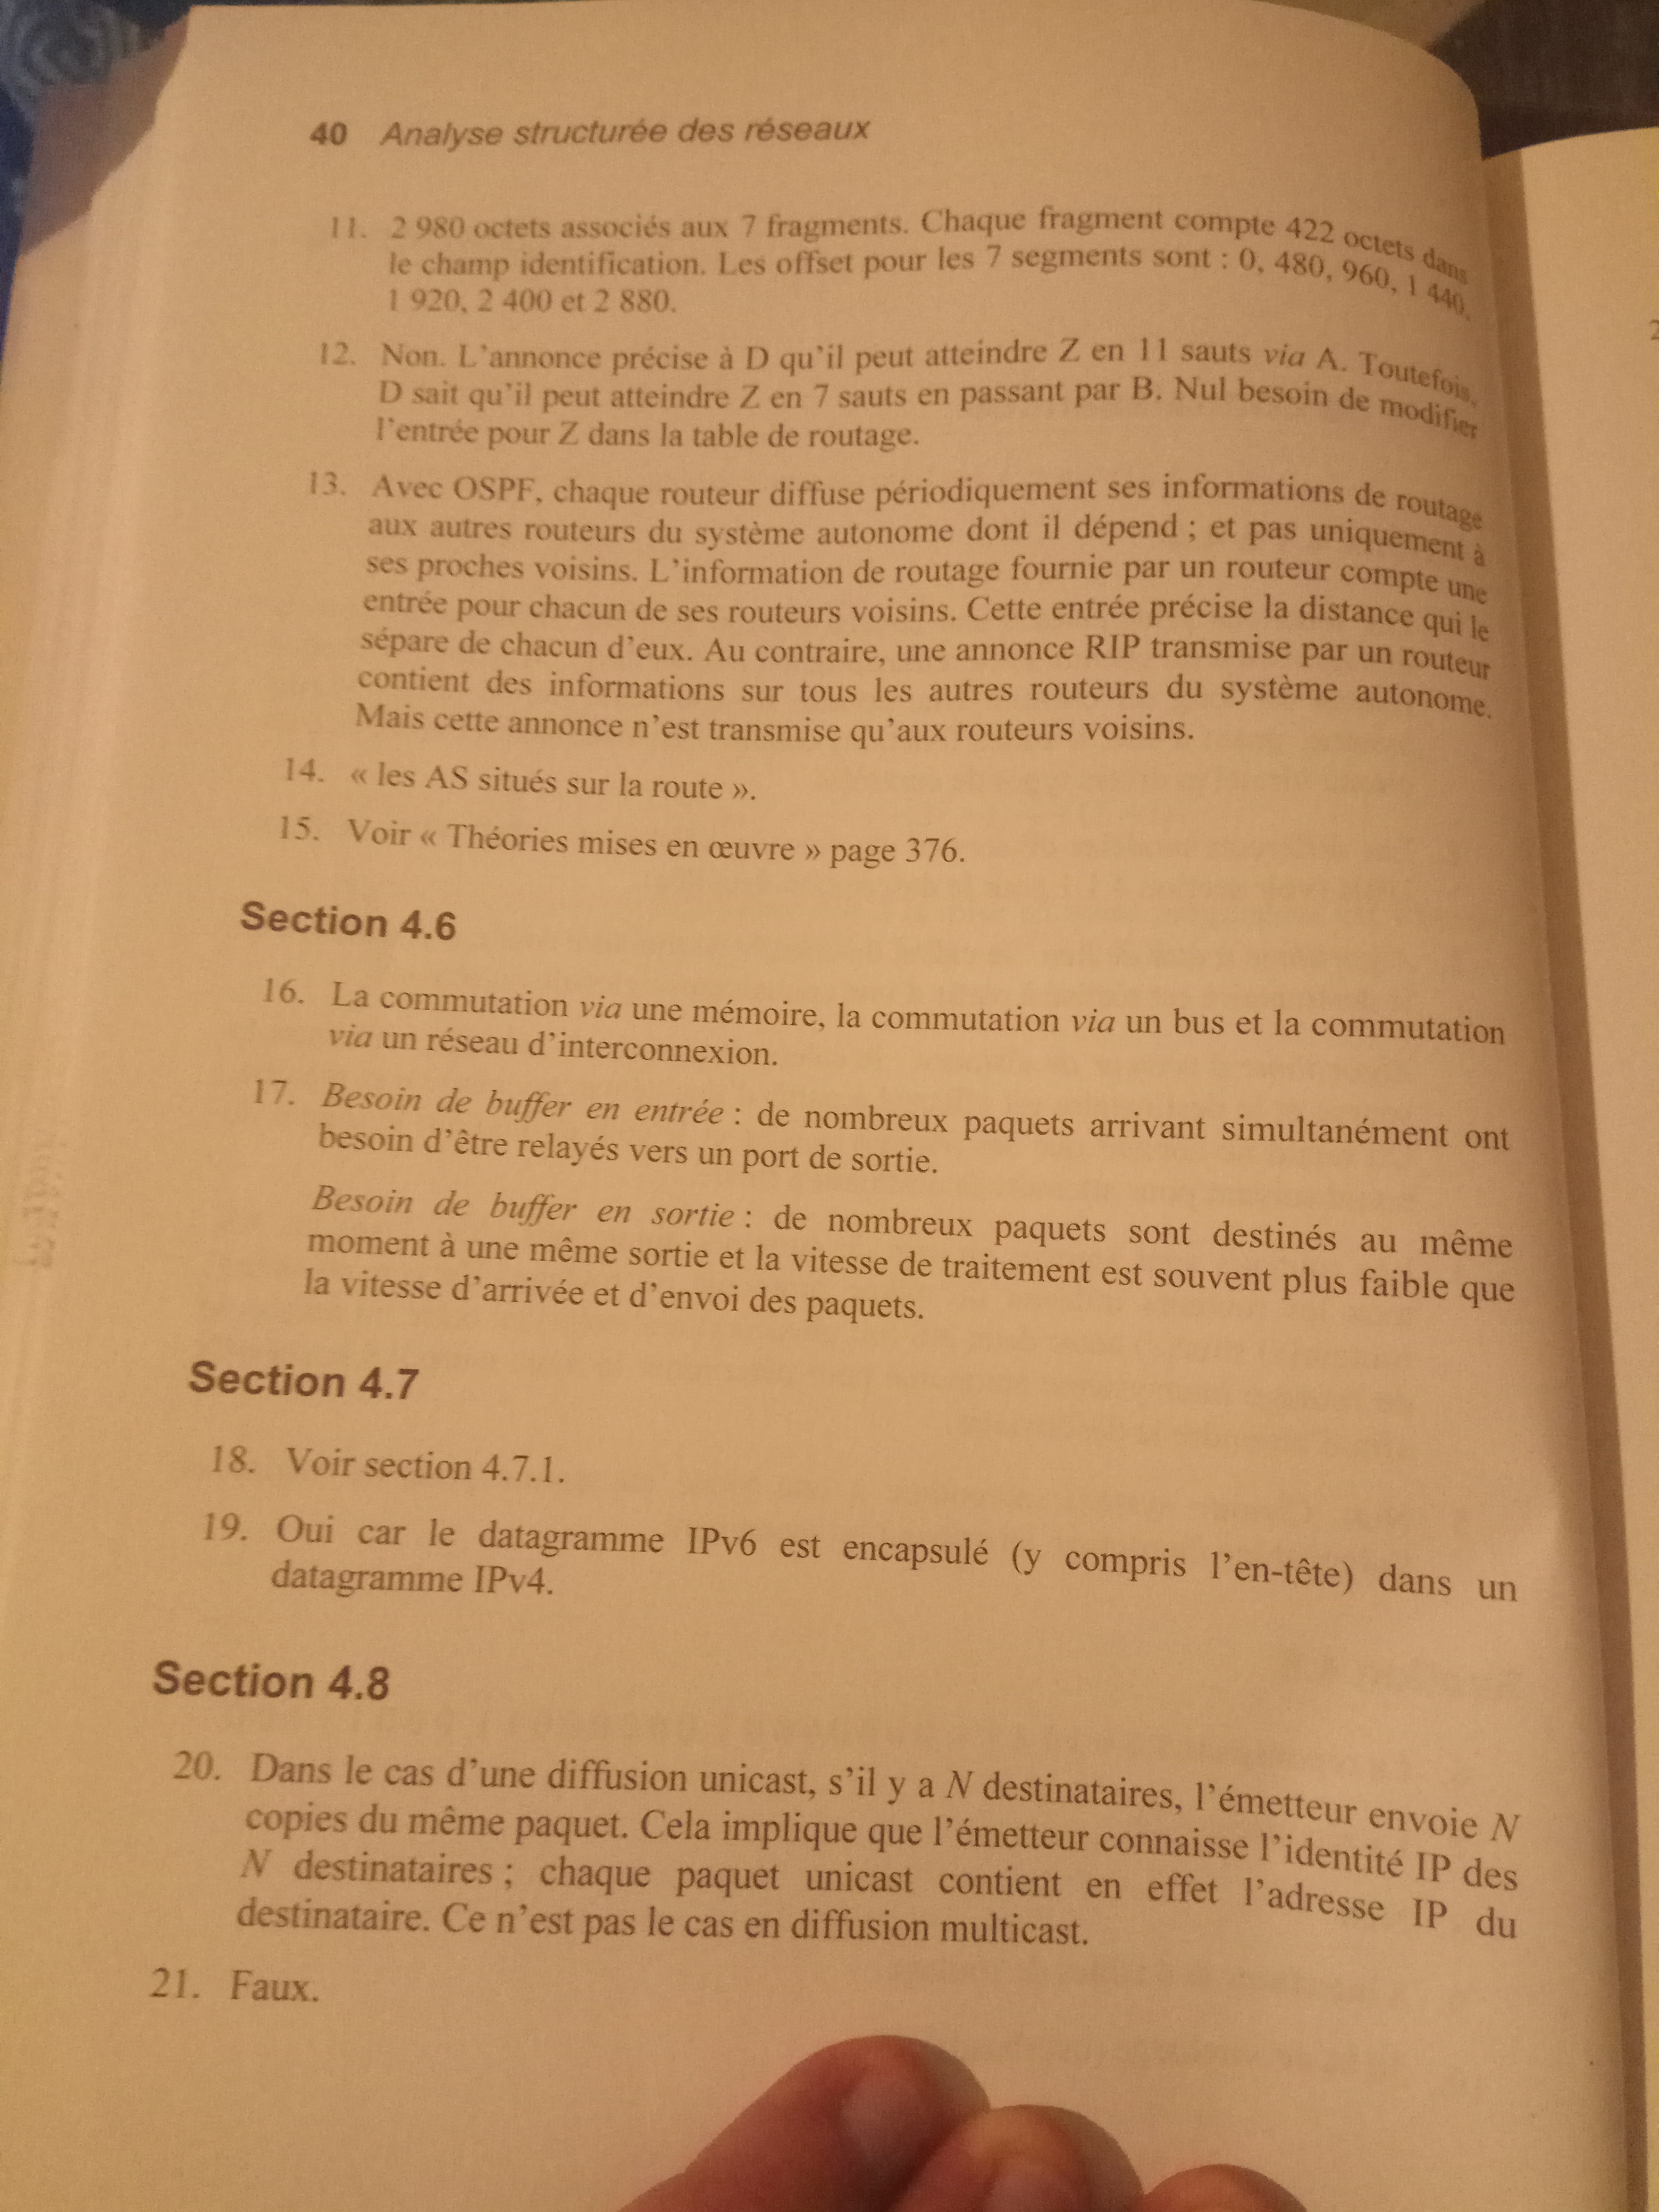 40 Analyse structurée des réseaux
11. 2 980 octets associés aux 7 fragments. Chaque fragment compte 422 octets dans
le champ identification. Les offset pour les 7 segments sont : 0, 480, 960, 1 440,
1 920, 2 400 et 2 880.
12. Non. L'annonce précise à D qu'il peut atteindre Z en 11 sauts via A. Toutefois,
D sait qu'il peut atteindre Z en 7 sauts en passant par B. Nul besoin de modifier
l'entrée pour Z dans la table de routage.
13. Avec OSPF, chaque routeur diffuse périodiquement ses informations de routage
aux autres routeurs du système autonome dont il dépend ; et pas uniquement à
ses proches voisins. L'information de routage fournie par un routeur compte une
entrée pour chacun de ses routeurs voisins. Cette entrée précise la distance qui le
sépare de chacun d'eux. Au contraire, une annonce RIP transmise par un routeur
contient des informations sur tous les autres routeurs du système autonome.
Mais cette annonce n'est transmise qu'aux routeurs voisins.
14. « les AS situés sur la route ».
15. Voir « Théories mises en œuvre » page 376.
Section 4.6
16. La commutation via une mémoire, la commutation via un bus et la commutation
via un réseau d'interconnexion.
17. Besoin de buffer en entrée : de nombreux paquets arrivant simultanément ont
besoin d'être relayés vers un port de sortie.
Besoin de buffer en sortie : de nombreux paquets sont destinés au même
moment à une même sortie et la vitesse de traitement est souvent plus faible que
la vitesse d'arrivée et d'envoi des paquets.
Section 4.7
18. Voir section 4.7.1.
19. Oui car le datagramme IPv6 est encapsulé (y compris l'en-tête) dans un
datagramme IPv4.
Section 4.8
20. Dans le cas d'une diffusion unicast, s'il y a N destinataires, l'émetteur envoie N
copies du même paquet. Cela implique que l'émetteur connaisse l'identité IP des
N destinataires ; chaque paquet unicast contient en effet l'adresse IP du
destinataire. Ce n'est pas le cas en diffusion multicast.
21. Faux.